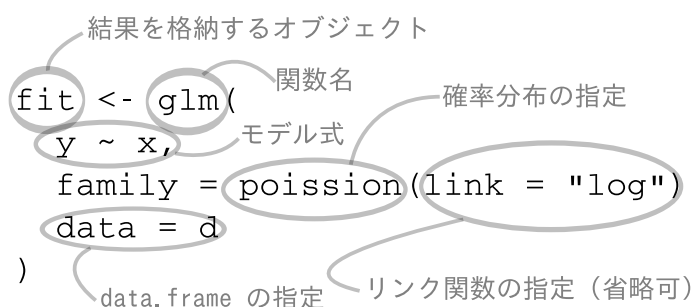 結果を格納するオブジェクト
関数名
fit <- glm(
確率分布の指定
モデル式
y ~ x,
family = poission(link = "log")
data = d
)
data.frame の指定
リンク関数の指定（省略可）